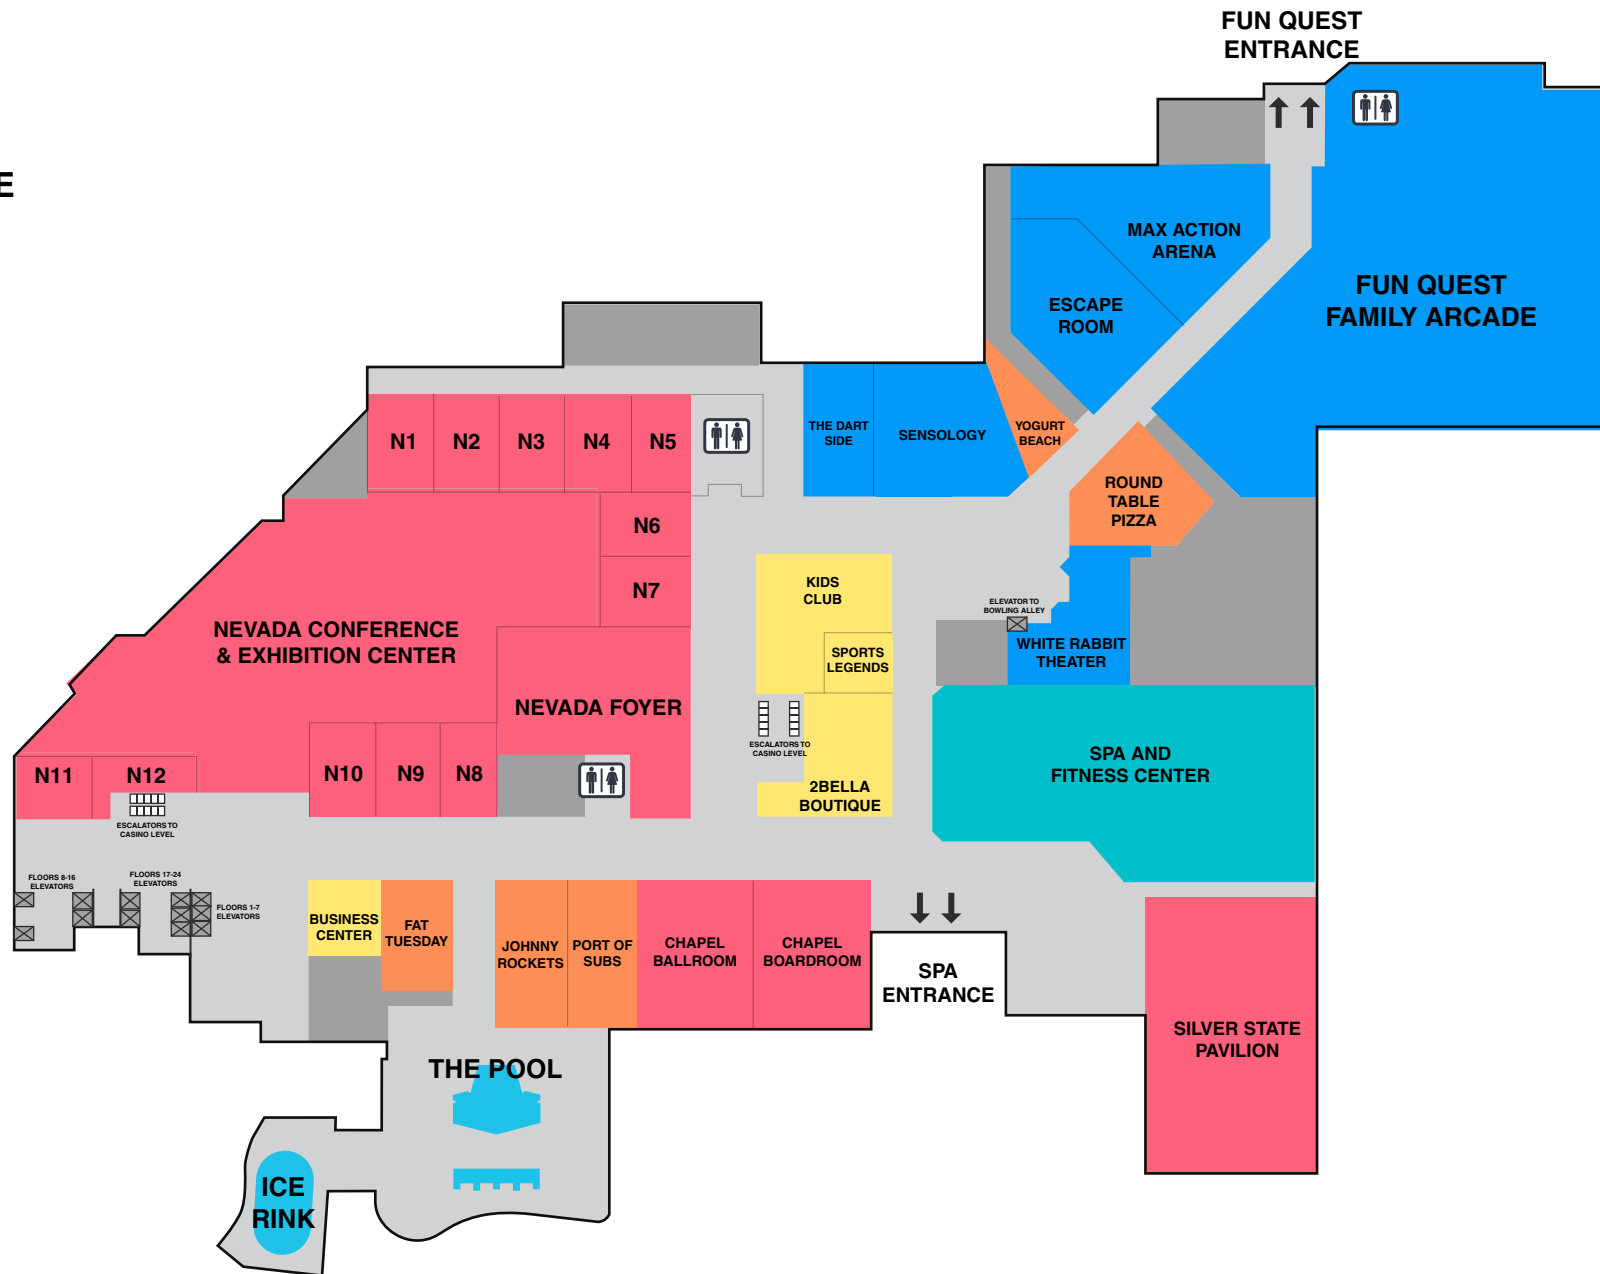 FUN QUEST
ENTRANCE
E
MAX ACTION
ARENA
FUN QUEST
FAMILY ARCADE
ESCAPE
ROOM
N1
N2
N3
N4
N5
THE DART
SIDE
SENSOLOGY
YOGURT
BEACH
ROUND
TABLE
PIZZA
N6
N7
KIDS
CLUB
ELEVATOR TO
BOWLING ALLEY
NEVADA CONFERENCE
& EXHIBITION CENTER
SPORTS
LEGENDS
WHITE RABBIT
THEATER
NEVADA FOYER
ESCALATORS TO
CASINO LEVEL
SPA AND
FITNESS CENTER
N11
N12
N10
N9
N8
2BELLA
BOUTIQUE
ESCALATORS TO
CASINO LEVEL
FLOORS 8-16
ELEVATORS
FLOORS 17-24
ELEVATORS
FLOORS 1-7
ELEVATORS
BUSINESS
CENTER
FAT
TUESDAY
JOHNNY
ROCKETS
PORT OF
SUBS
CHAPEL
BALLROOM
CHAPEL
BOARDROOM
SPA
ENTRANCE
SILVER STATE
PAVILION
THE POOL
ICE
RINK